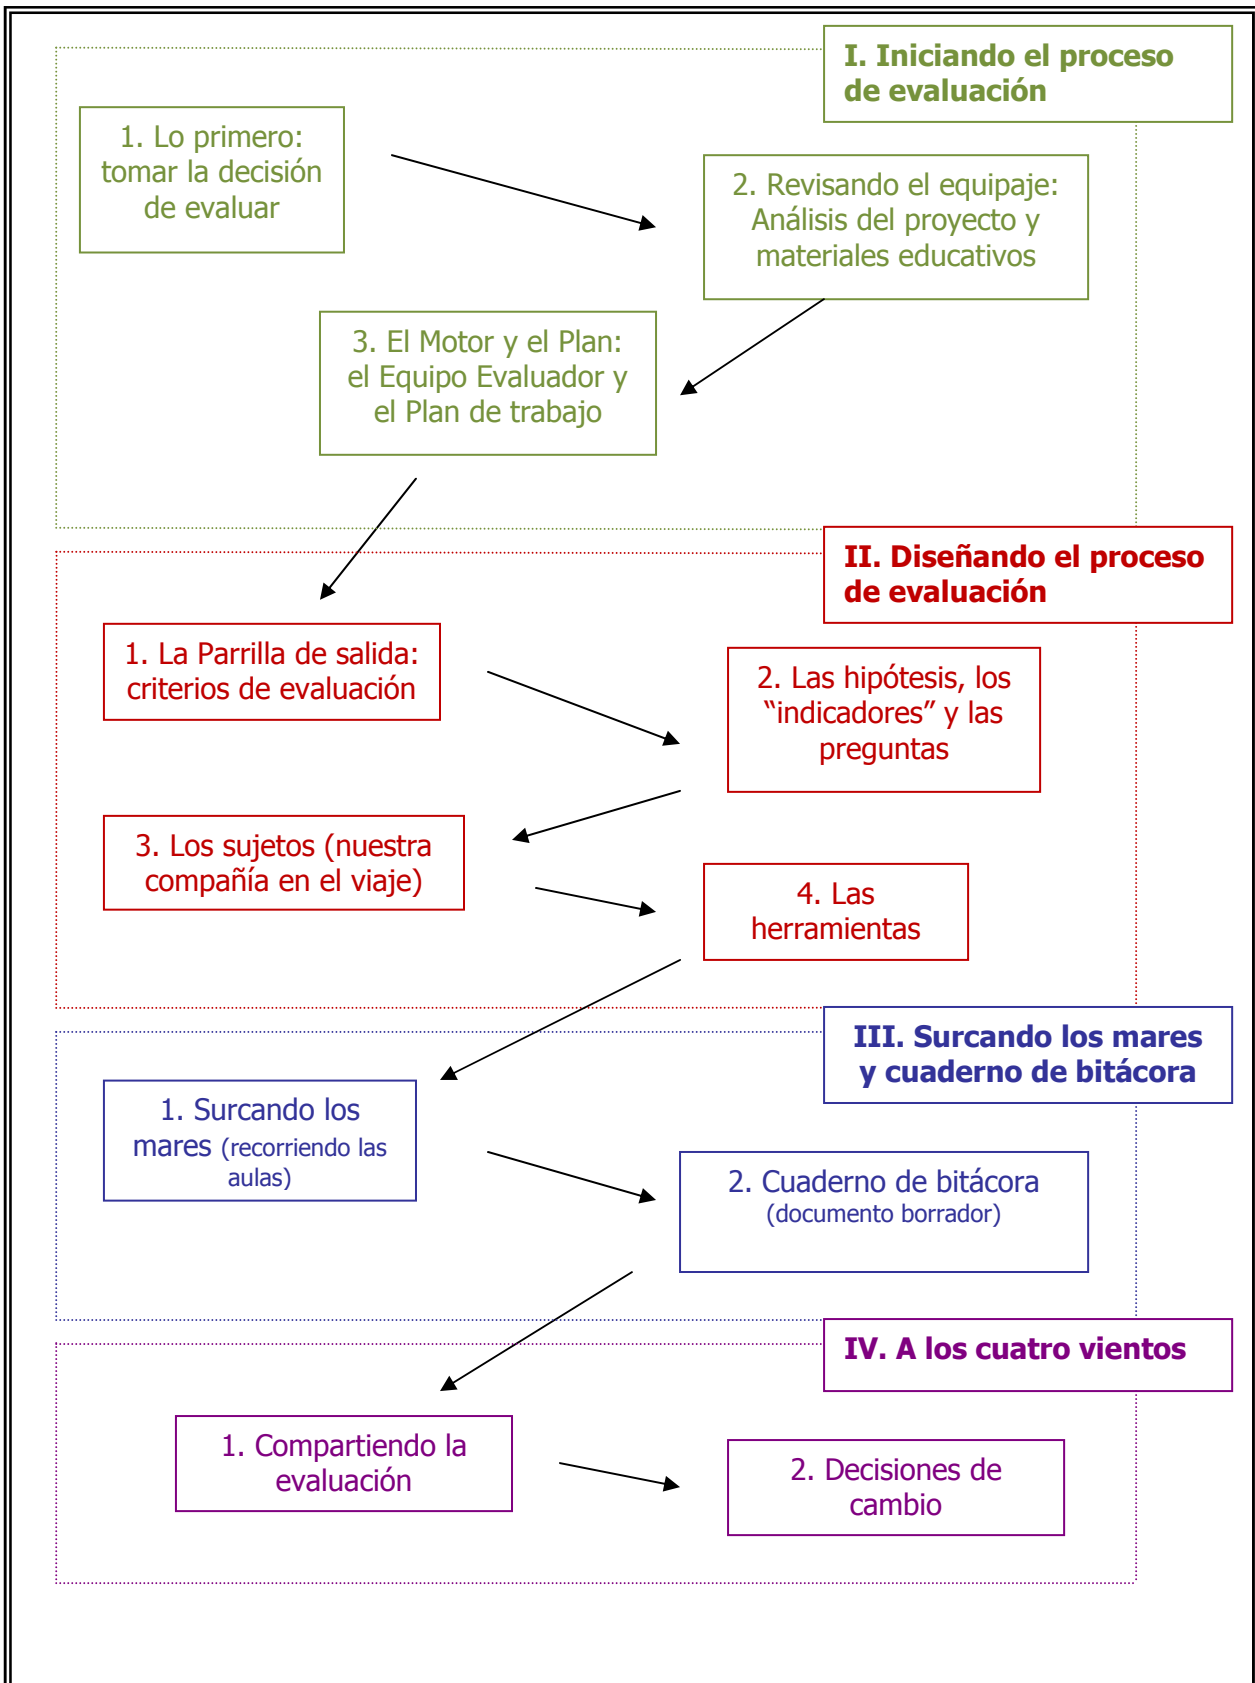 I. Iniciando el proceso
de evaluación
1. Lo primero:
tomar la decisión
de evaluar
2. Revisando el equipaje:
Análisis del proyecto y
materiales educativos
3. El Motor y el Plan:
el Equipo Evaluador y
el Plan de trabajo
II. Diseñando el proceso
de evaluación
1. La Parrilla de salida:
criterios de evaluación
2. Las hipótesis, los
“indicadores” y las
preguntas
3. Los sujetos (nuestra
compañía en el viaje)
4. Las
herramientas
III. Surcando los mares
y cuaderno de bitácora
1. Surcando los
mares (recorriendo las
aulas)
2. Cuaderno de bitácora
(documento borrador)
IV. A los cuatro vientos
1. Compartiendo la
evaluación
2. Decisiones de
cambio